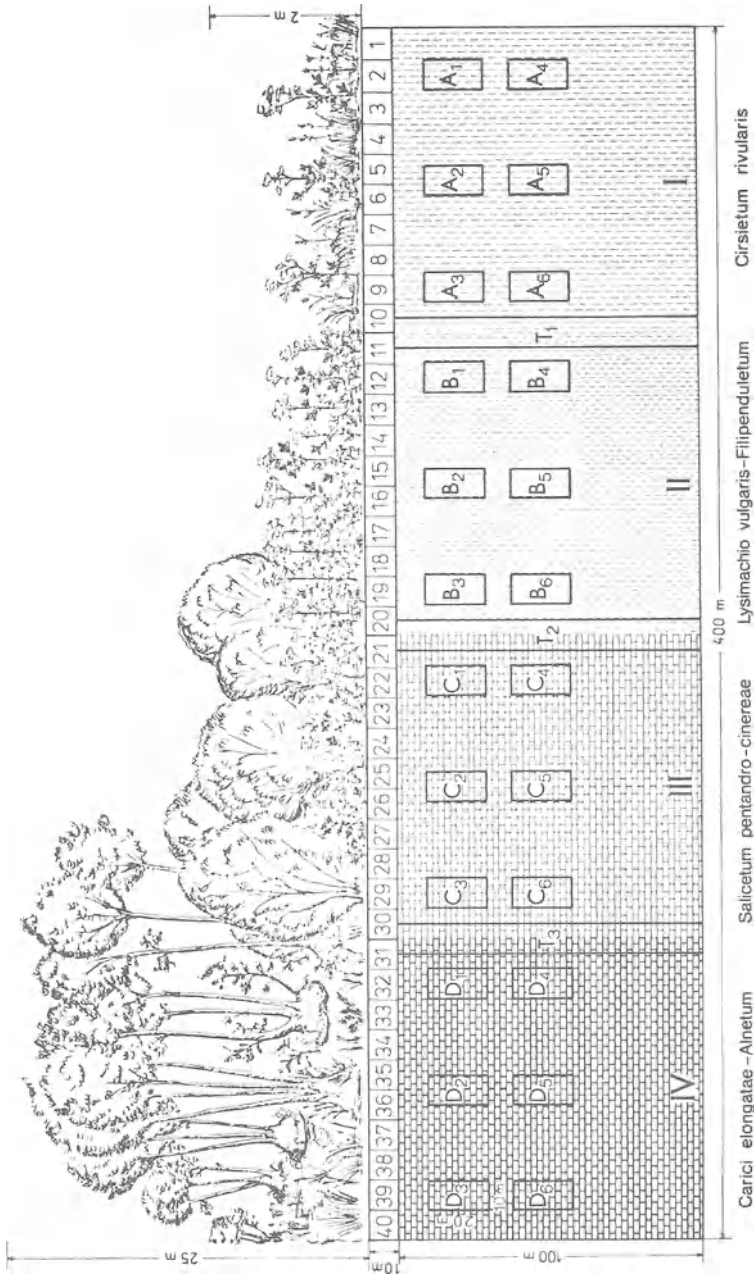 25 m
2 m
10m
40 39 38 37 36 35 34 33 32 31 30 29 28 27 26 25 24 23 22 21 20 19 18 17 16 15 14 13 12 11 10 9 8 7 6 5 4 3 2 1
100 m
D3 D2 D1 C3 C2 C1 B3 B2 B1 A3 A2 A1
D6 D5 D4 C6 C5 C4 B6 B5 B4 A6 A5 A4
T3 T2 T1
IV III II I
400 m
Carici elongatae – Alnetum Salicetum pentandro-cinereae Lysimachio vulgaris-Filipenduletum Cirsietum rivularis